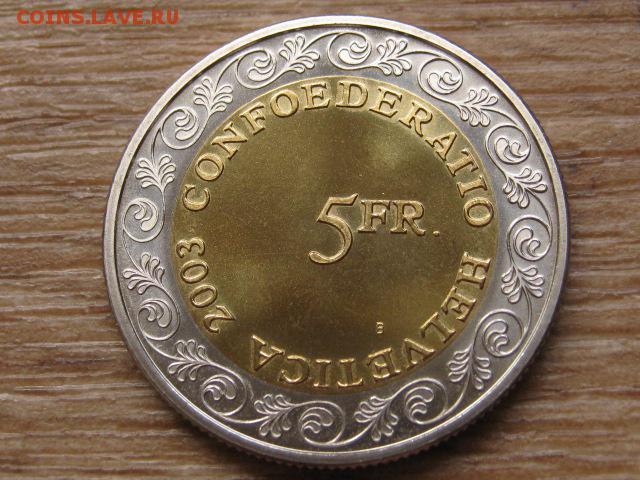 COINS.LAVE.RU
2003 CONFOEDERATIO HELVETICA
5FR.
B